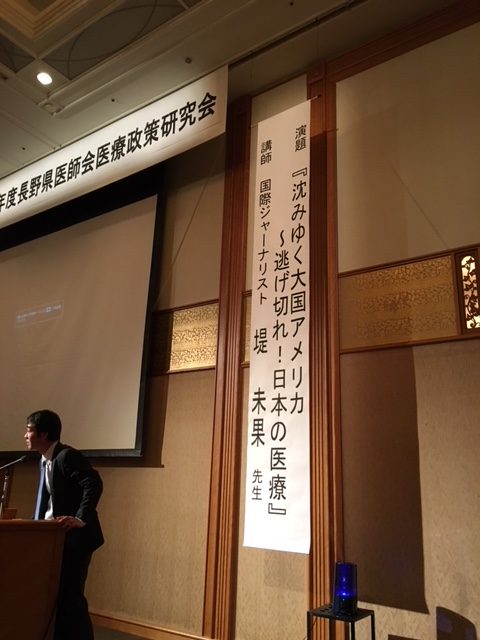 年度長野県医師会医療政策研究会
演題 『沈みゆく大国アメリカ
~逃げ切れ!日本の医療』
講師 国際ジャーナリスト 堤 未果 先生